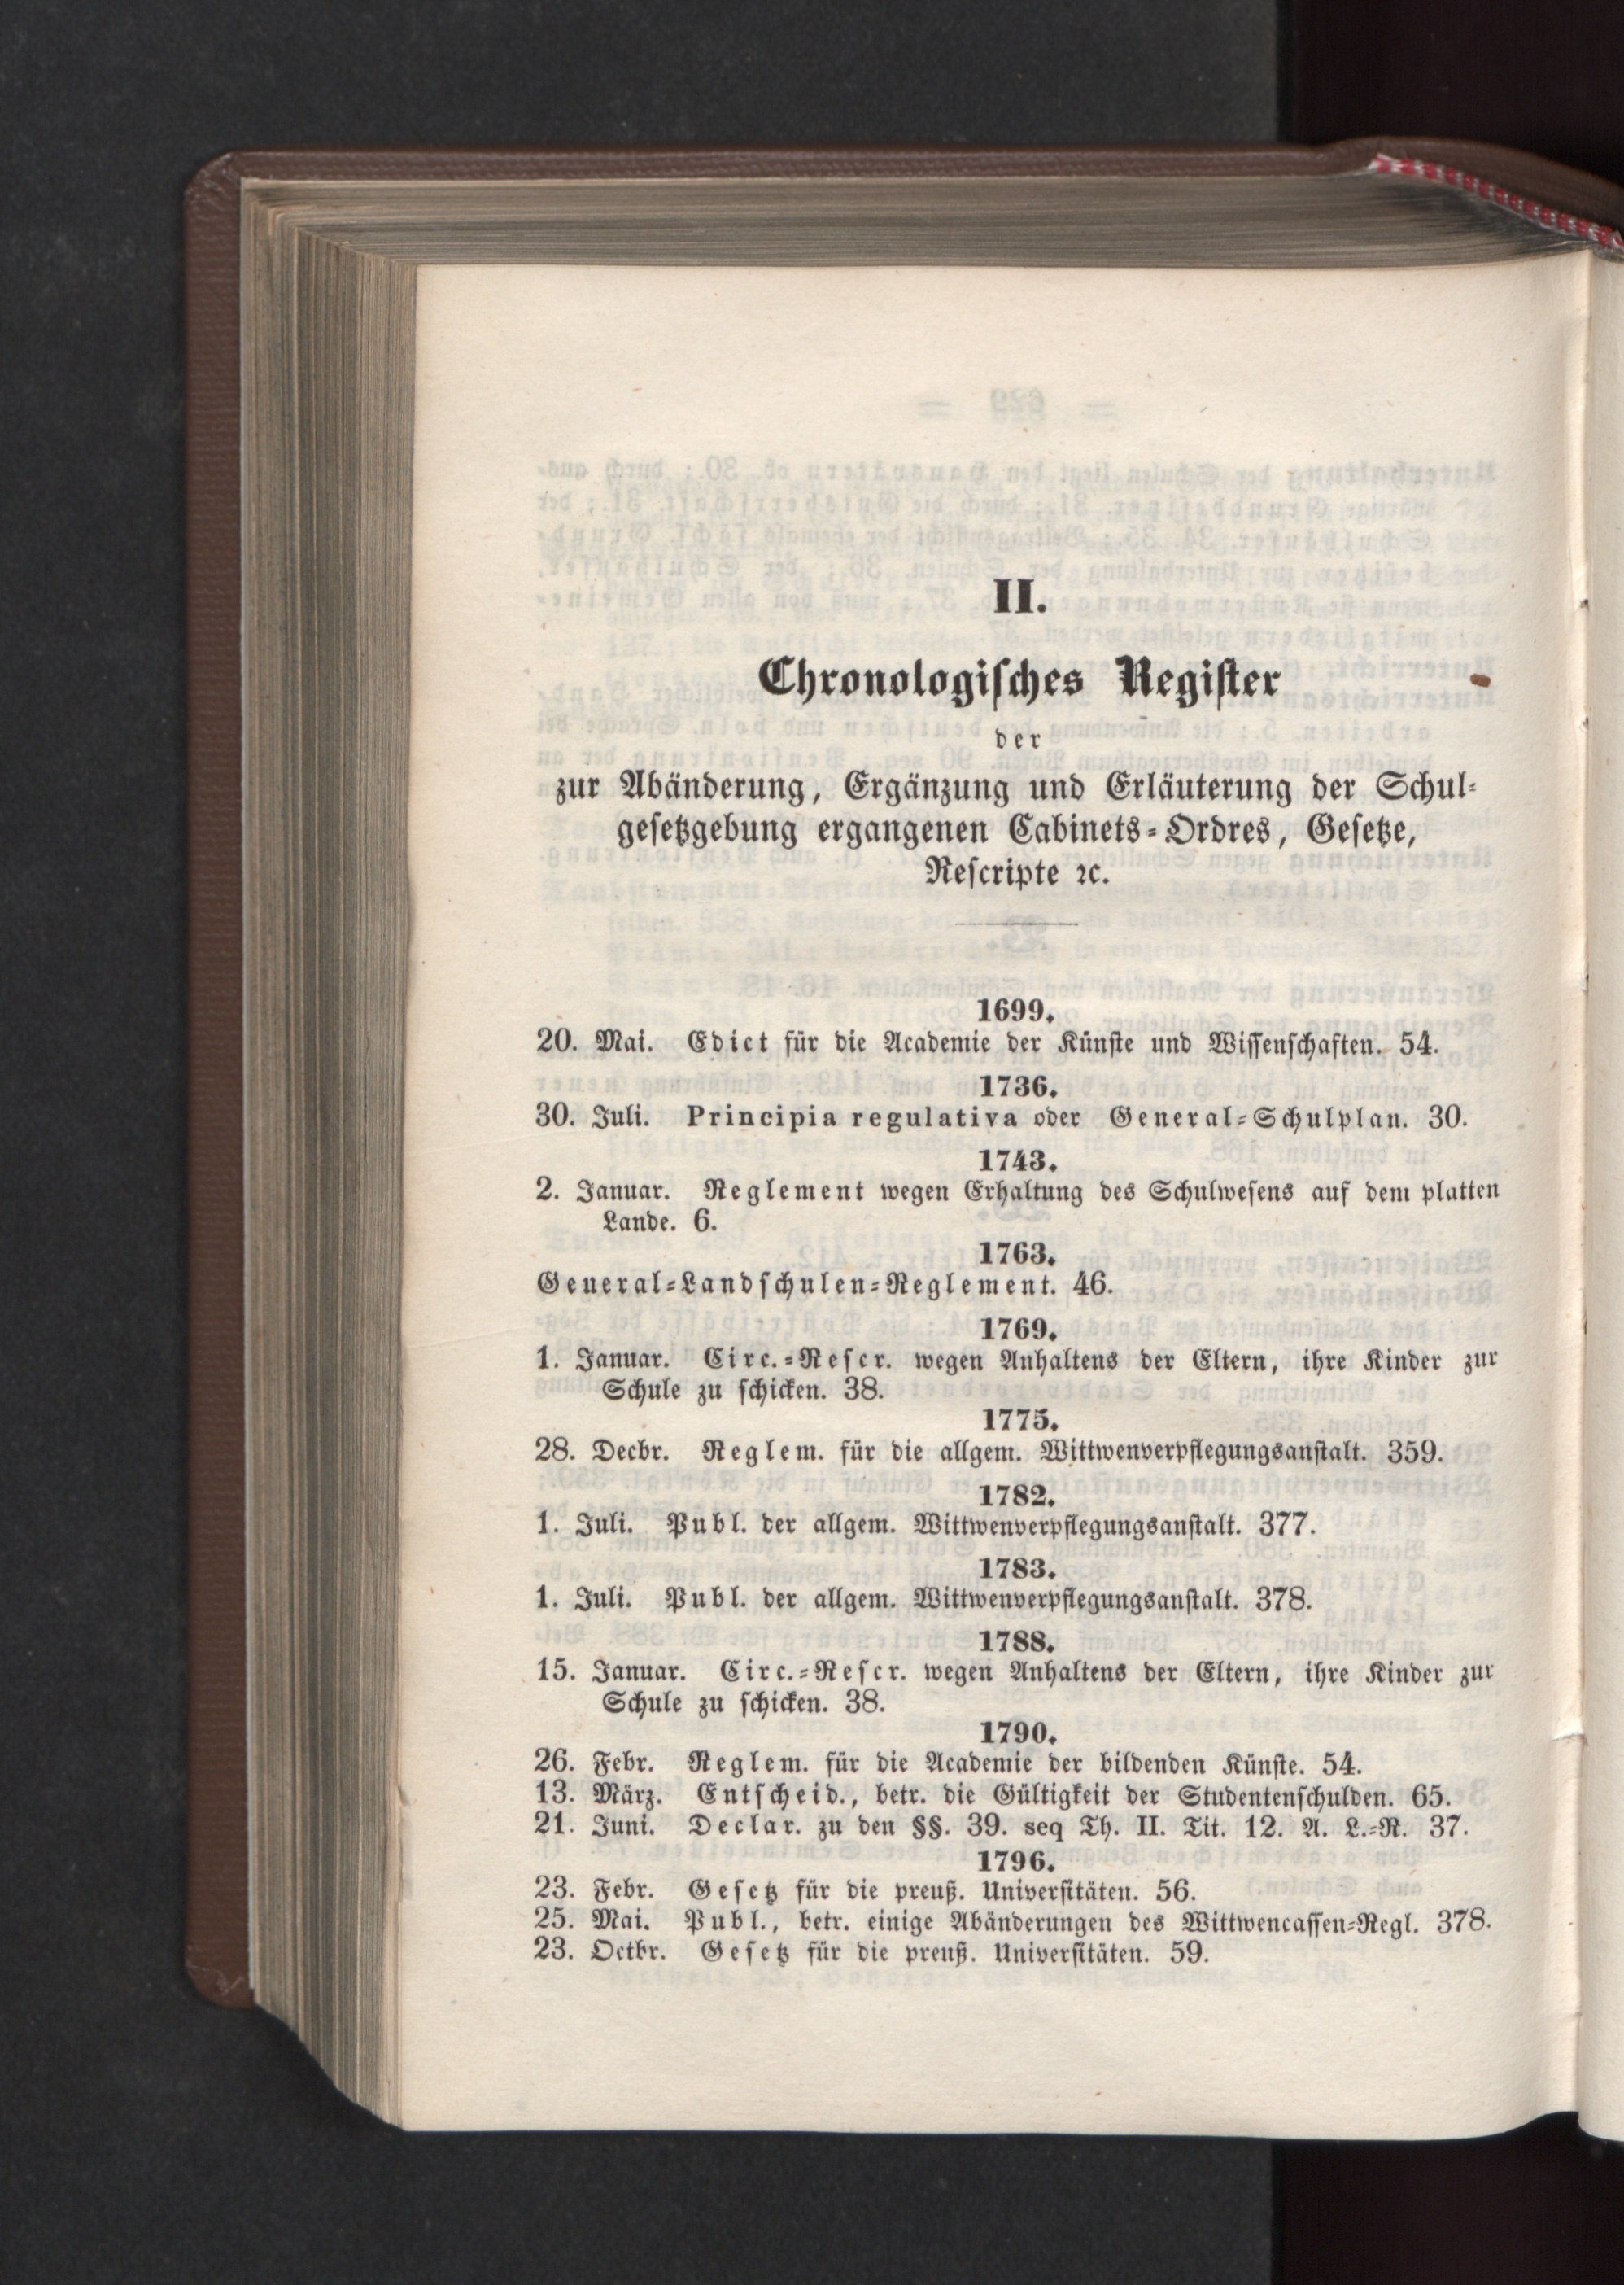 II.
Chronologisches Register
der
zur Abänderung, Ergänzung und Erläuterung der Schul-
gesetzgebung ergangenen Cabinets-Ordres, Gesetze,
Rescripte ꝛc.
1699.
20. Mai. Edict für die Academie der Künste und Wissenschaften. 54.
1736.
30. Juli. Principia regulativa oder General-Schulplan. 30.
1743.
2. Januar. Reglement wegen Erhaltung des Schulwesens auf dem platten
Lande. 6.
1763.
General-Landschulen-Reglement. 46.
1769.
1. Januar. Circ.-Rescr. wegen Anhaltens der Eltern, ihre Kinder zur
Schule zu schicken. 38.
1775.
28. Decbr. Reglem. für die allgem. Wittwenverpflegungsanstalt. 359.
1782.
1. Juli. Publ. der allgem. Wittwenverpflegungsanstalt. 377.
1783.
1. Juli. Publ. der allgem. Wittwenverpflegungsanstalt. 378.
1788.
15. Januar. Circ.-Rescr. wegen Anhaltens der Eltern, ihre Kinder zur
Schule zu schicken. 38.
1790.
26. Febr. Reglem. für die Academie der bildenden Künste. 54.
13. März. Entscheid., betr. die Gültigkeit der Studentenschulden. 65.
21. Juni. Declar. zu den §§. 39. seq Th. II. Tit. 12. A. L.-R. 37.
1796.
23. Febr. Gesetz für die preuß. Universitäten. 56.
25. Mai. Publ., betr. einige Abänderungen des Wittwencassen-Regl. 378.
23. Octbr. Gesetz für die preuß. Universitäten. 59.